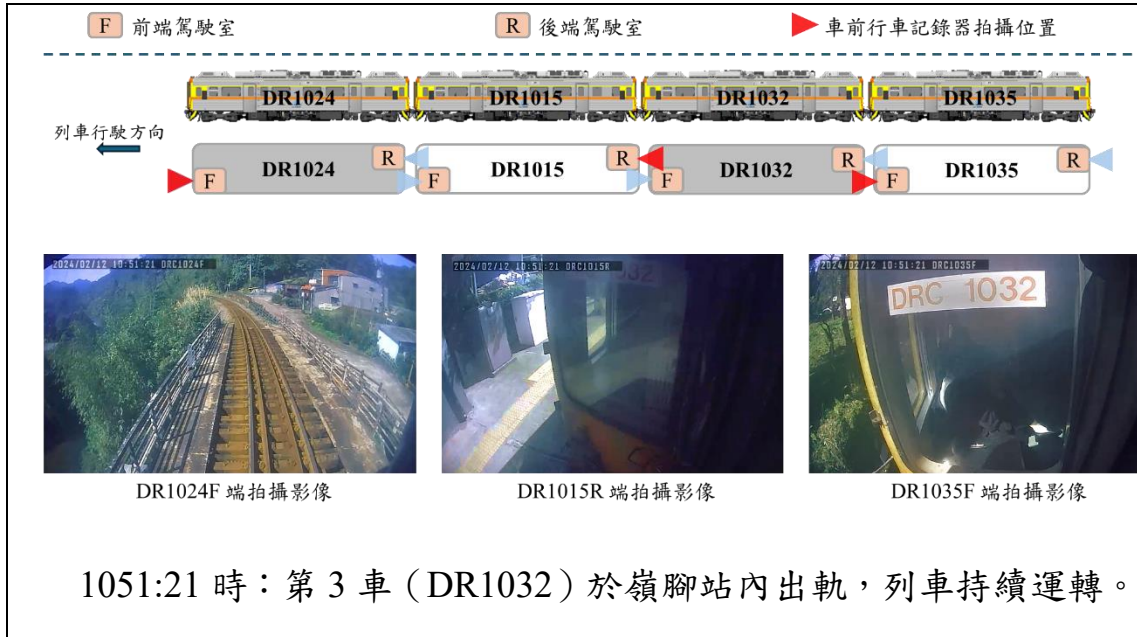 F 前端駕駛室 R 後端駕駛室 車前行車記錄器拍攝位置
DR1024 DR1015 DR1032 DR1035
列車行駛方向
F DR1024 R F DR1015 R F DR1032 R F DR1035 R
2024/02/12 10:51:21 DRC1024F
2024/02/12 10:51:21 DRC1015R
032
2024/02/12 10:51:21 DRC1035F
DRC 1032
DR1024F 端拍攝影像 DR1015R 端拍攝影像 DR1035F 端拍攝影像
1051:21 時：第 3 車（DR1032）於嶺腳站內出軌，列車持續運轉。